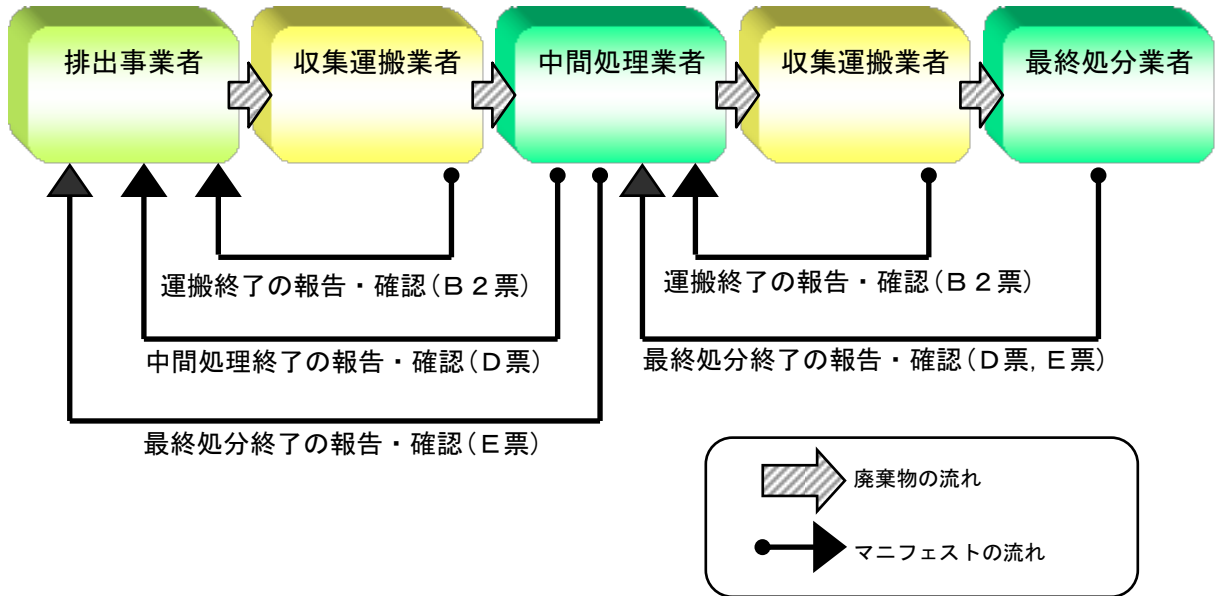 排出事業者
収集運搬業者
中間処理業者
収集運搬業者
最終処分業者
運搬終了の報告・確認(Ｂ２票)
運搬終了の報告・確認(Ｂ２票)
中間処理終了の報告・確認(Ｄ票)
最終処分終了の報告・確認(Ｄ票, Ｅ票)
最終処分終了の報告・確認(Ｅ票)
廃棄物の流れ
マニフェストの流れ